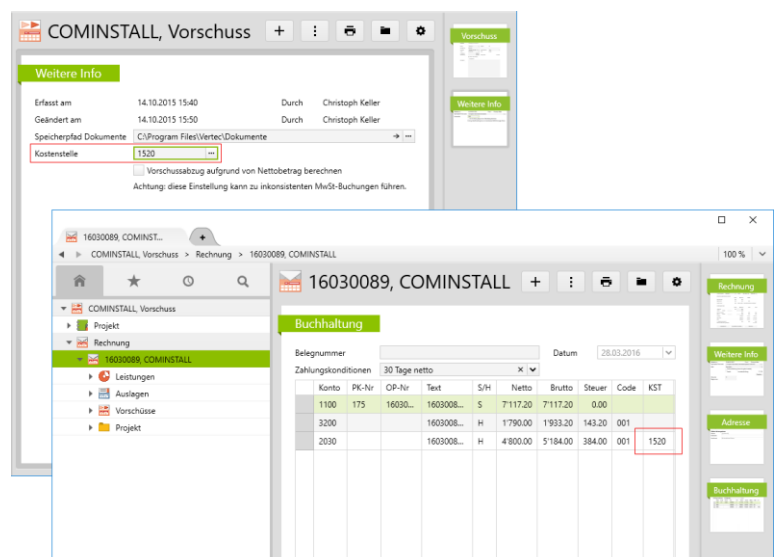 COMINSTALL, Vorschuss
Weitere Info
Erfasst am 14.10.2015 15:40 Durch Christoph Keller
Geändert am 14.10.2015 15:50 Durch Christoph Keller
Speicherpfad Dokumente C:\Program Files\Vertec\Dokumente
Kostenstelle 1520
Vorschussabzug aufgrund von Nettobetrag berechnen
Achtung: diese Einstellung kann zu inkonsistenten MwSt-Buchungen führen.
Vorschuss
Weitere Info
16030089, COMINST...
COMINSTALL, Vorschuss > Rechnung > 16030089, COMINSTALL
100 %
COMINSTALL, Vorschuss
Projekt
Rechnung
16030089, COMINSTALL
Leistungen
Auslagen
Vorschüsse
Projekt
16030089, COMINSTALL
Buchhaltung
Belegnummer Datum 28.03.2016
Zahlungskonditionen 30 Tage netto
Konto PK-Nr OP-Nr Text S/H Netto Brutto Steuer Code KST
1100 175 16030... 1603008... S 7'117.20 7'117.20 0.00
3200 1603008... H 1'790.00 1'933.20 143.20 001
2030 1603008... H 4'800.00 5'184.00 384.00 001 1520
Rechnung
Weitere Info
Adresse
Buchhaltung